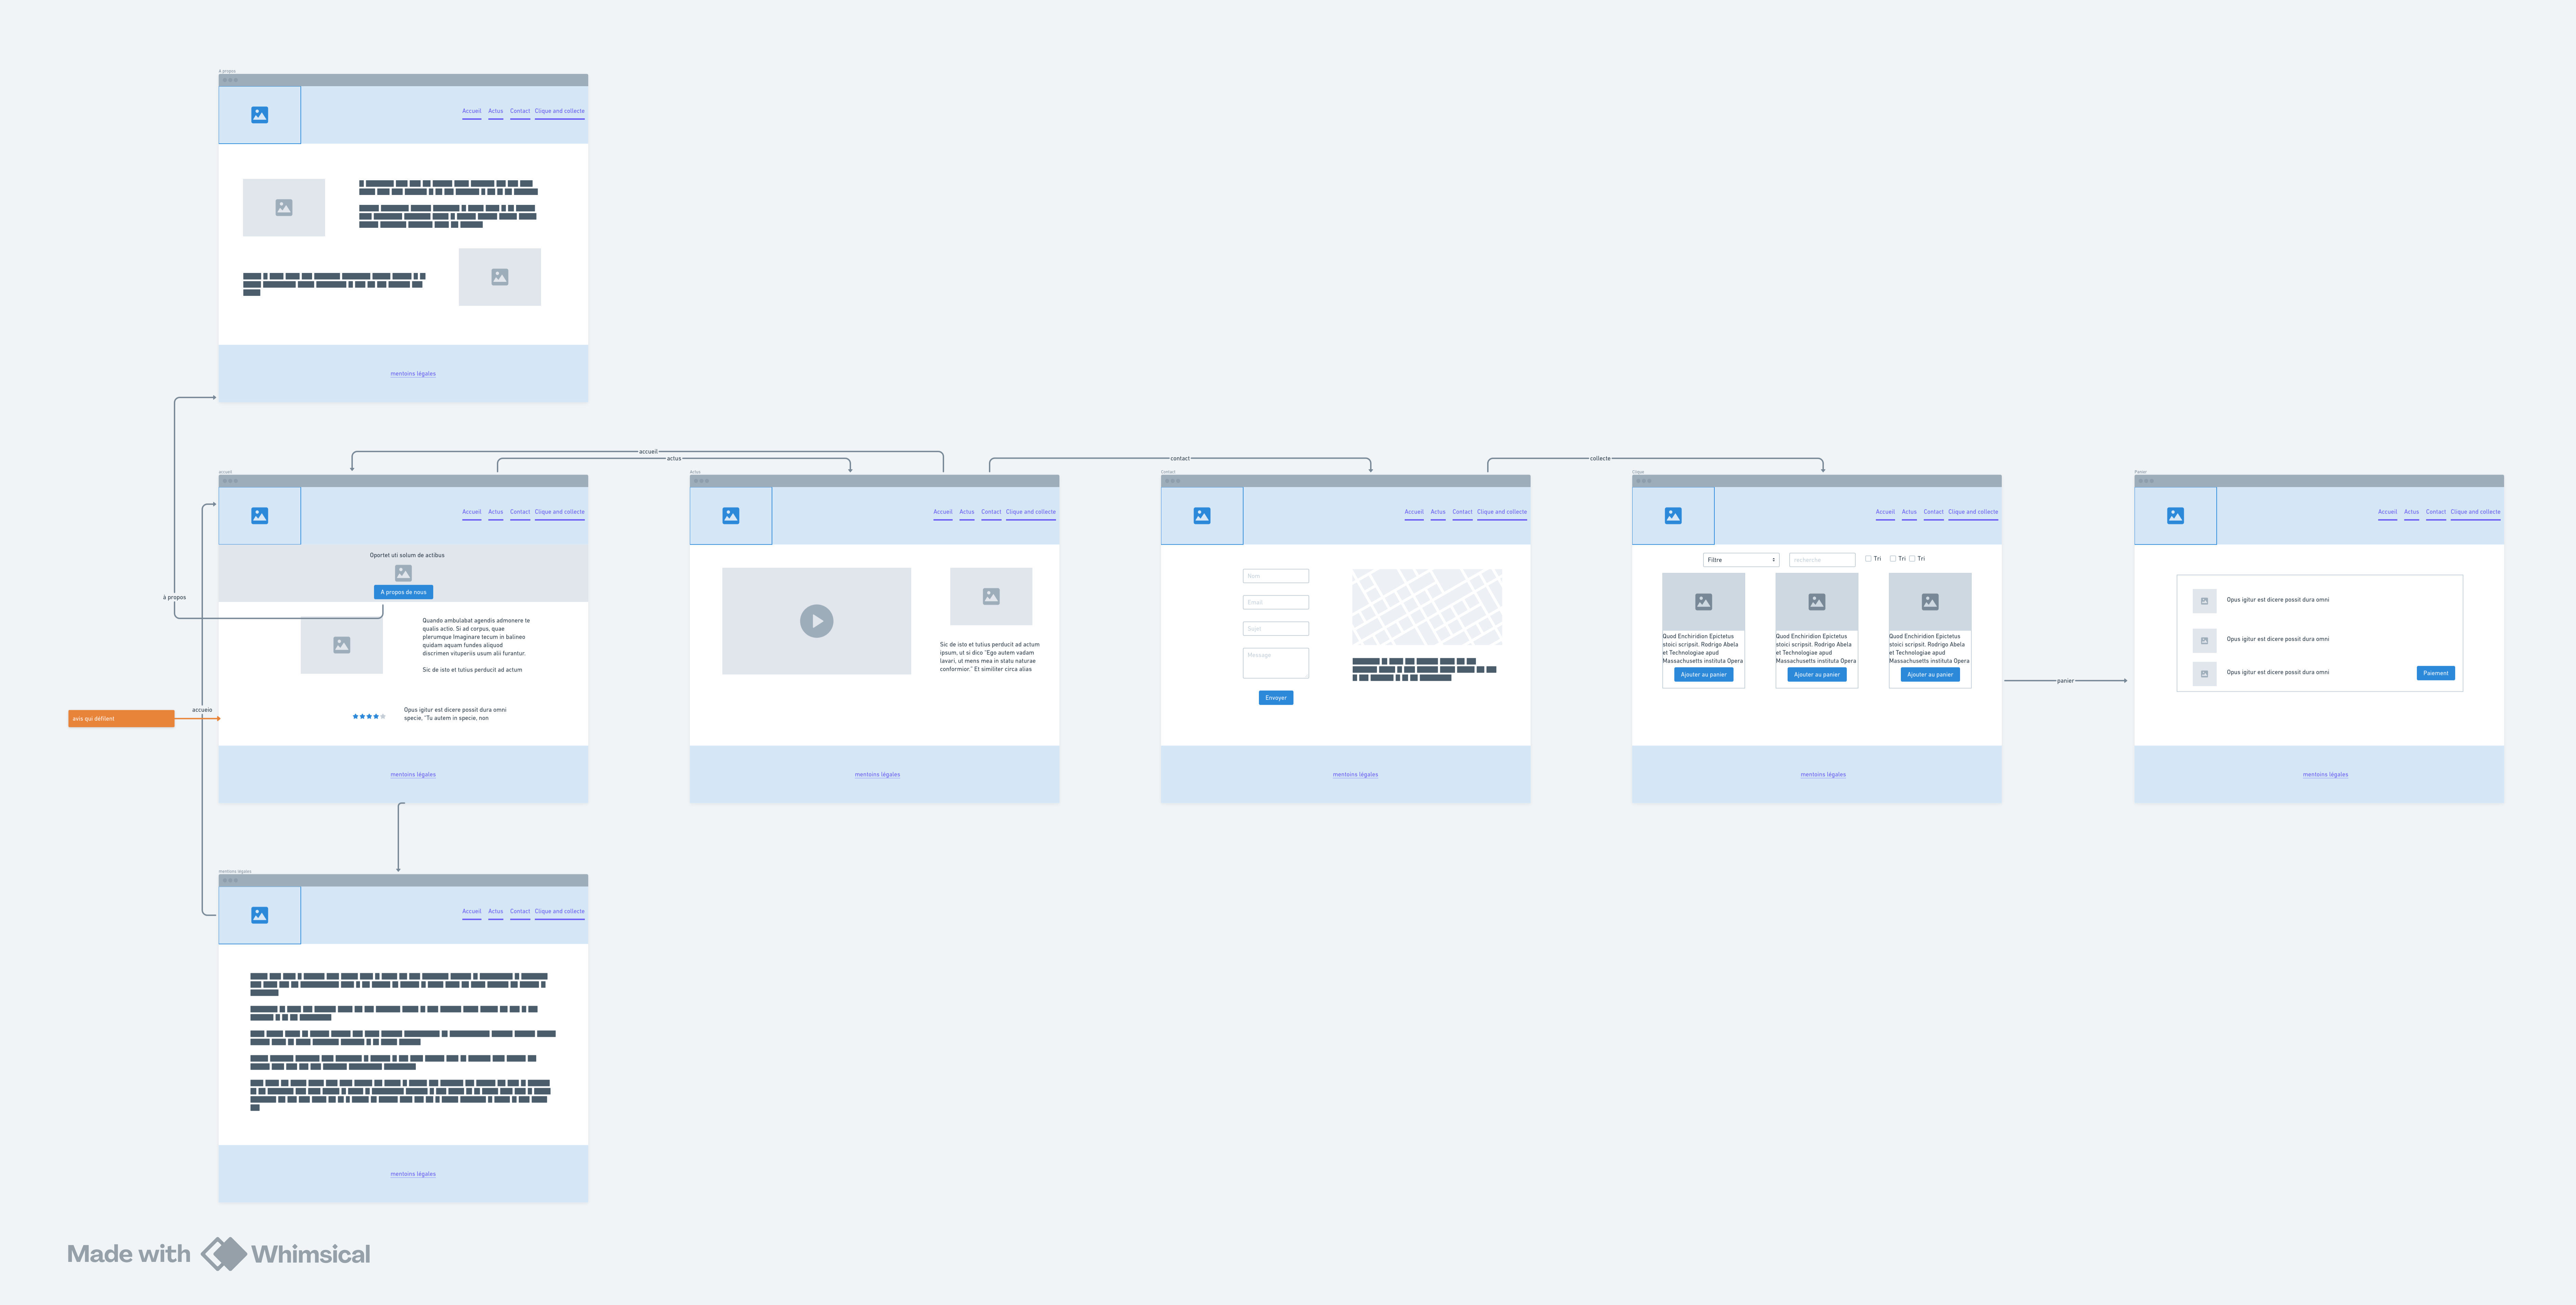 A propos
Accueil Actus Contact Clique and collecte
mentoins légales
à propos
accueil
actus
contact
collecte
accueil
Accueil Actus Contact Clique and collecte
Oportet uti solum de actibus
A propos de nous
Quando ambulabat agendis admonere te
qualis actio. Si ad corpus, quae
plerumque Imaginare tecum in balineo
quidam aquam fundes aliquod
discrimen vituperiis usum alii furantur.
Sic de isto et tutius perducit ad actum
Opus igitur est dicere possit dura omni
specie, "Tu autem in specie, non
mentoins légales
avis qui défilent
accueio
Actus
Accueil Actus Contact Clique and collecte
Sic de isto et tutius perducit ad actum
ipsum, ut si dico "Ego autem vadam
lavari, ut mens mea in statu naturae
conformior." Et similiter circa alias
mentoins légales
Contact
Accueil Actus Contact Clique and collecte
Nom
Email
Sujet
Message
Envoyer
mentoins légales
Clique
Accueil Actus Contact Clique and collecte
Filtre
recherche
Tri Tri Tri
Quod Enchiridion Epictetus
stoici scripsit. Rodrigo Abela
et Technologiae apud
Massachusetts instituta Opera
Ajouter au panier
Quod Enchiridion Epictetus
stoici scripsit. Rodrigo Abela
et Technologiae apud
Massachusetts instituta Opera
Ajouter au panier
Quod Enchiridion Epictetus
stoici scripsit. Rodrigo Abela
et Technologiae apud
Massachusetts instituta Opera
Ajouter au panier
mentoins légales
panier
Panier
Accueil Actus Contact Clique and collecte
Opus igitur est dicere possit dura omni
Opus igitur est dicere possit dura omni
Opus igitur est dicere possit dura omni
Paiement
mentoins légales
mentions légales
Accueil Actus Contact Clique and collecte
mentoins légales
Made with Whimsical